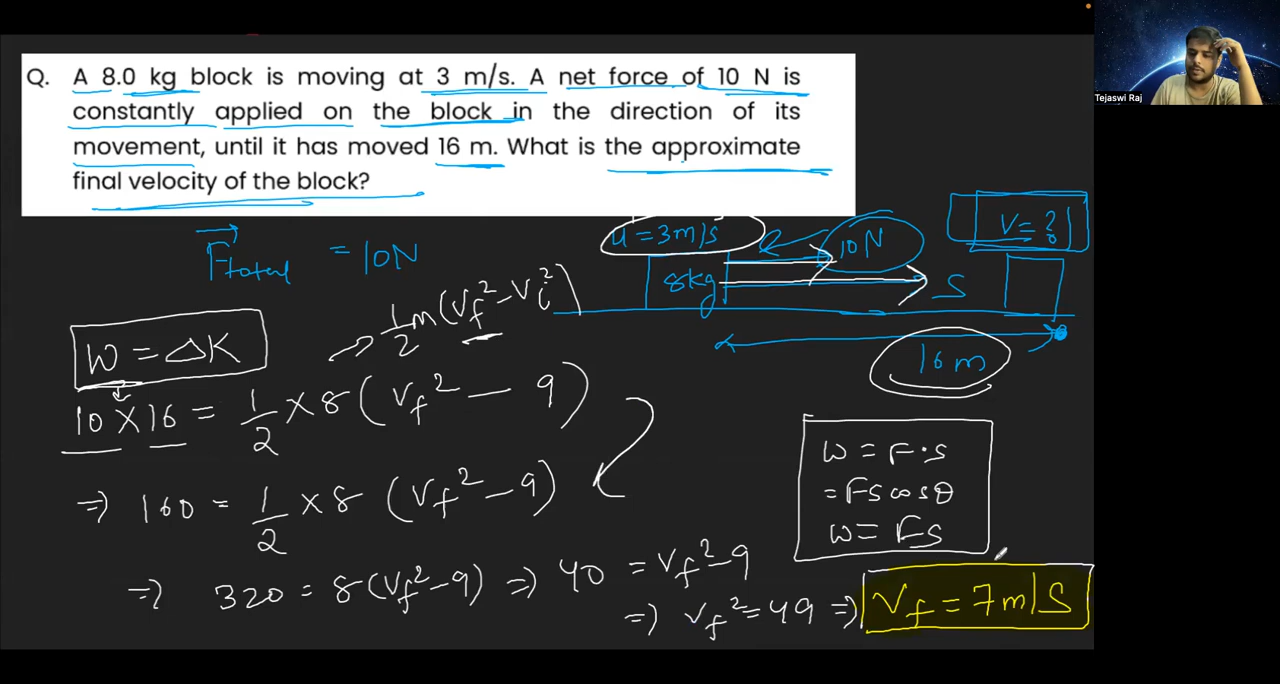 Tejaswi Raj
Q. A 8.0 kg block is moving at 3 m/s. A net force of 10 N is
constantly applied on the block in the direction of its
movement, until it has moved 16 m. What is the approximate
final velocity of the block?
F⃗total = 10N
u = 3m/s
10N
V = ?
8kg
S
16m
W = ΔK
→ 1/2 m (Vf² - Vi²)
10 × 16 = 1/2 × 8 (Vf² - 9)
⇒ 160 = 1/2 × 8 (Vf² - 9)
W = F·S
= FS cosθ
W = FS
⇒ 320 = 8(Vf² - 9) ⇒ 40 = Vf² - 9
⇒ Vf² = 49 ⇒ Vf = 7m/S